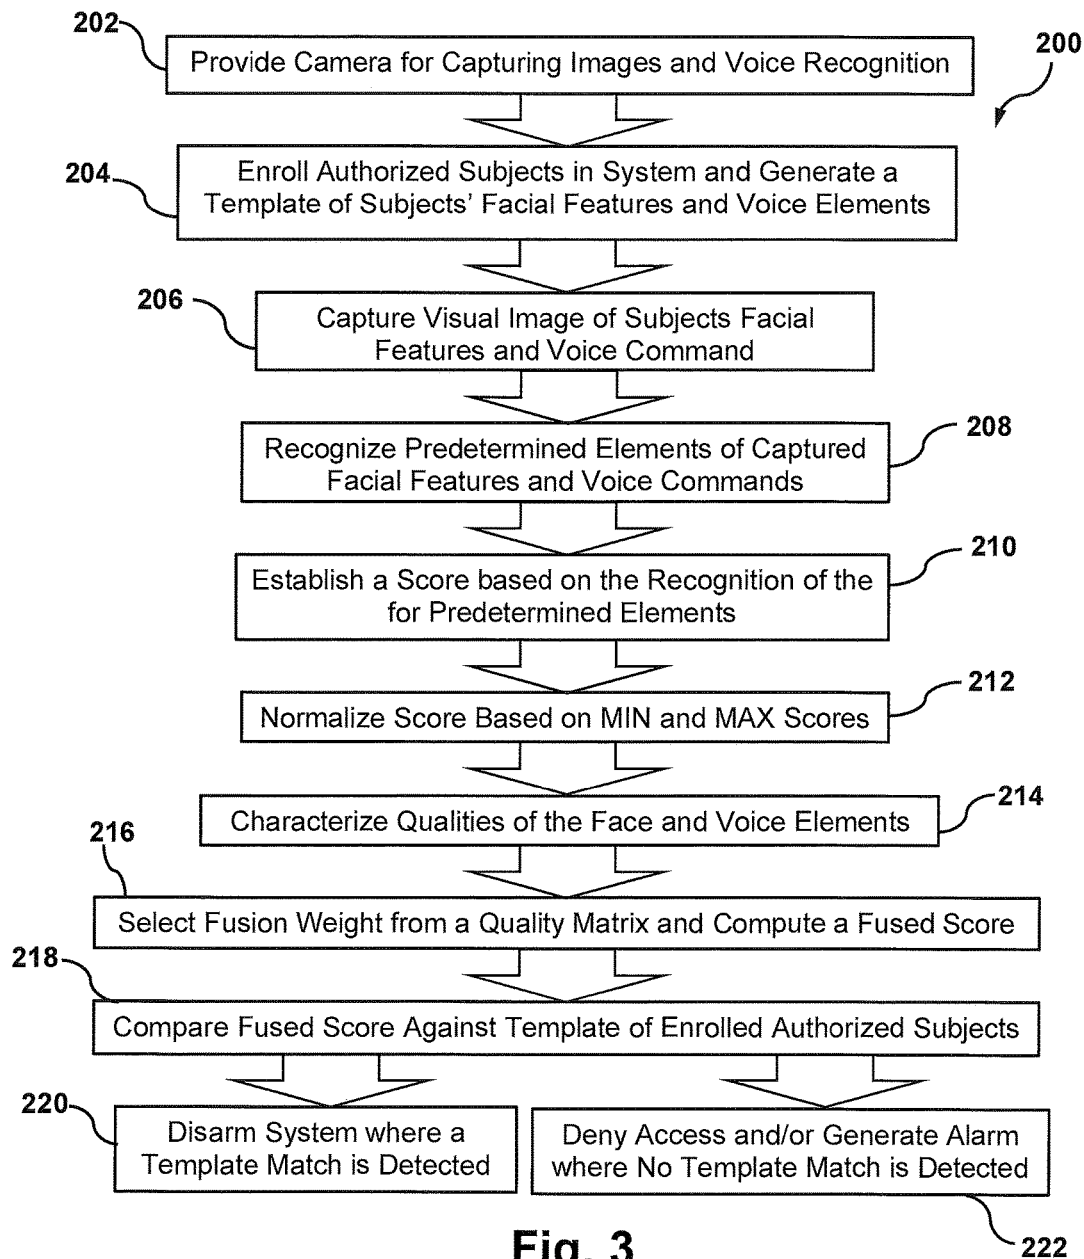 202
200
Provide Camera for Capturing Images and Voice Recognition
204
Enroll Authorized Subjects in System and Generate a
Template of Subjects' Facial Features and Voice Elements
206
Capture Visual Image of Subjects Facial
Features and Voice Command
208
Recognize Predetermined Elements of Captured
Facial Features and Voice Commands
210
Establish a Score based on the Recognition of the
for Predetermined Elements
212
Normalize Score Based on MIN and MAX Scores
214
Characterize Qualities of the Face and Voice Elements
216
Select Fusion Weight from a Quality Matrix and Compute a Fused Score
218
Compare Fused Score Against Template of Enrolled Authorized Subjects
220
Disarm System where a
Template Match is Detected
Deny Access and/or Generate Alarm
where No Template Match is Detected
222
Fig. 3